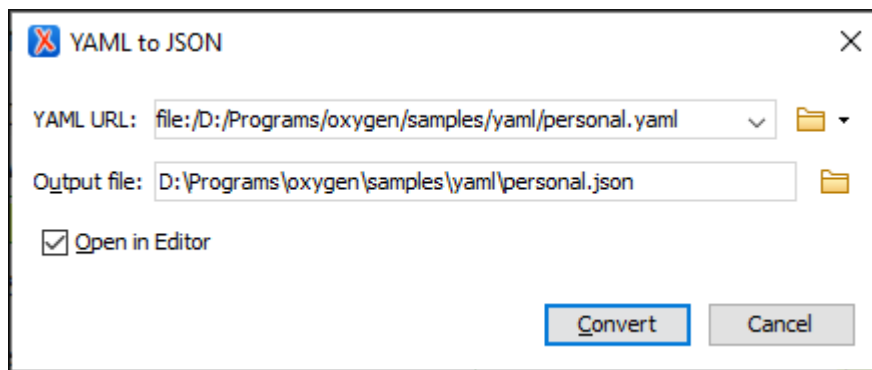 YAML to JSON
YAML URL: file:/D:/Programs/oxygen/samples/yaml/personal.yaml
Output file: D:\Programs\oxygen\samples\yaml\personal.json
Open in Editor
Convert Cancel